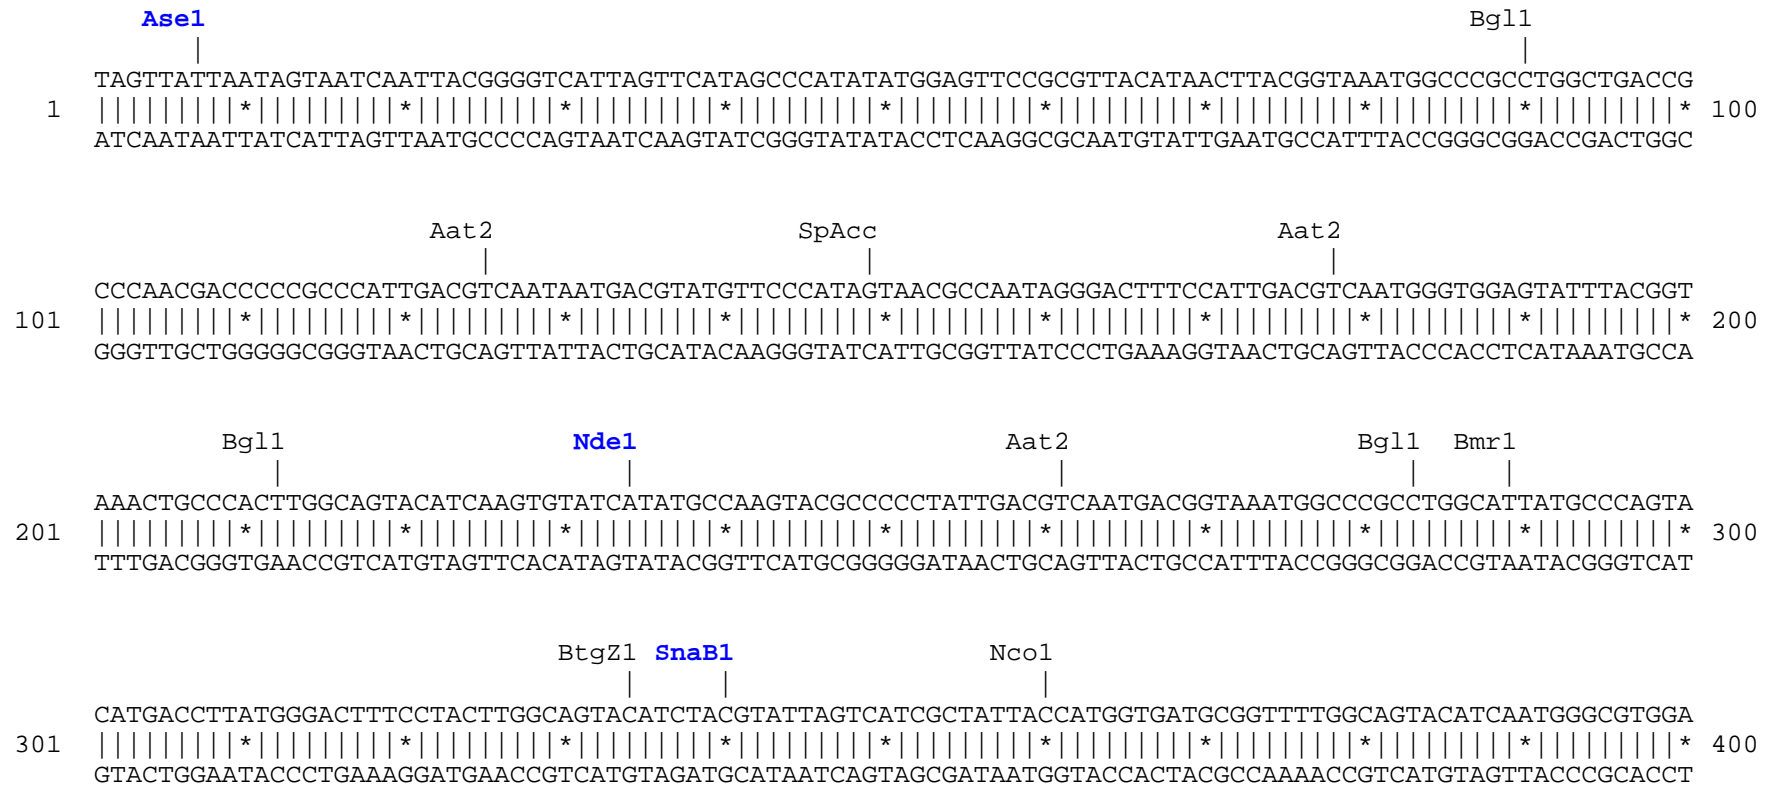 Ase1 Bgl1
| |
TAGTTATTAATAGTAATCAATTACGGGGTCATTAGTTCATAGCCCATATATGGAGTTCCGCGTTACATAACTTACGGTAAATGGCCCGCCTGGCTGACCG
1 |||||||||*|||||||||*|||||||||*|||||||||*|||||||||*|||||||||*|||||||||*|||||||||*|||||||||*|||||||||* 100
ATCAATAATTATCATTAGTTAATGCCCCAGTAATCAAGTATCGGGTATATACCTCAAGGCGCAATGTATTGAATGCCATTTACCGGGCGGACCGACTGGC
Aat2 SpAcc Aat2
| | |
CCCAACGACCCCCGCCCATTGACGTCAATAATGACGTATGTTCCCATAGTAACGCCAATAGGGACTTTCCATTGACGTCAATGGGTGGAGTATTTACGGT
101 |||||||||*|||||||||*|||||||||*|||||||||*|||||||||*|||||||||*|||||||||*|||||||||*|||||||||*|||||||||* 200
GGGTTGCTGGGGGCGGGTAACTGCAGTTATTACTGCATACAAGGGTATCATTGCGGTTATCCCTGAAAGGTAACTGCAGTTACCCACCTCATAAATGCCA
Bgl1 Nde1 Aat2 Bgl1 Bmr1
| | | | |
AAACTGCCCACTTGGCAGTACATCAAGTGTATCATATGCCAAGTACGCCCCCTATTGACGTCAATGACGGTAAATGGCCCGCCTGGCATTATGCCCAGTA
201 |||||||||*|||||||||*|||||||||*|||||||||*|||||||||*|||||||||*|||||||||*|||||||||*|||||||||*|||||||||* 300
TTTGACGGGTGAACCGTCATGTAGTTCACATAGTATACGGTTCATGCGGGGGATAACTGCAGTTACTGCCATTTACCGGGCGGACCGTAATACGGGTCAT
BtgZ1 SnaB1 Nco1
| | |
CATGACCTTATGGGACTTTCCTACTTGGCAGTACATCTACGTATTAGTCATCGCTATTACCATGGTGATGCGGTTTTGGCAGTACATCAATGGGCGTGGA
301 |||||||||*|||||||||*|||||||||*|||||||||*|||||||||*|||||||||*|||||||||*|||||||||*|||||||||*|||||||||* 400
GTACTGGAATACCCTGAAAGGATGAACCGTCATGTAGATGCATAATCAGTAGCGATAATGGTACCACTACGCCAAAACCGTCATGTAGTTACCCGCACCT